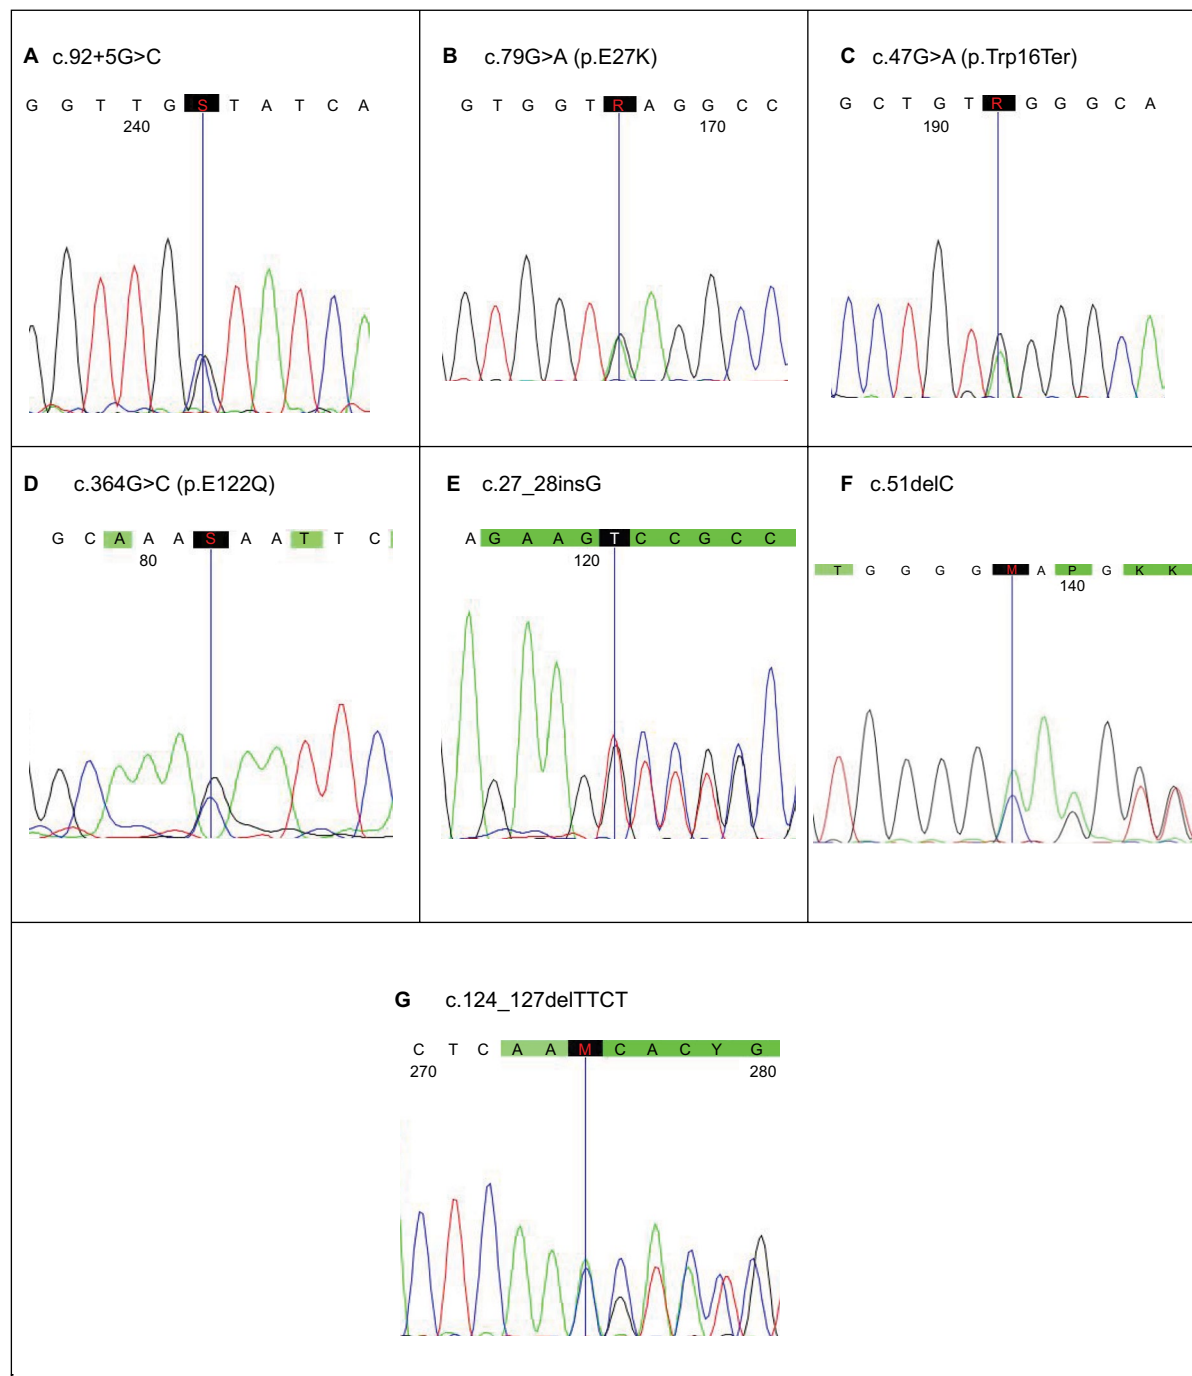 A c.92+5G>C
G G T T G S T A T C A
240
B c.79G>A (p.E27K)
G T G G T R A G G C C
170
C c.47G>A (p.Trp16Ter)
G C T G T R G G G C A
190
D c.364G>C (p.E122Q)
G C A A A S A A T T C
80
E c.27_28insG
A G A A G T C C G C C
120
F c.51delC
T G G G G M A P G K K
140
G c.124_127delTTCT
C T C A A M C A C Y G
270 280